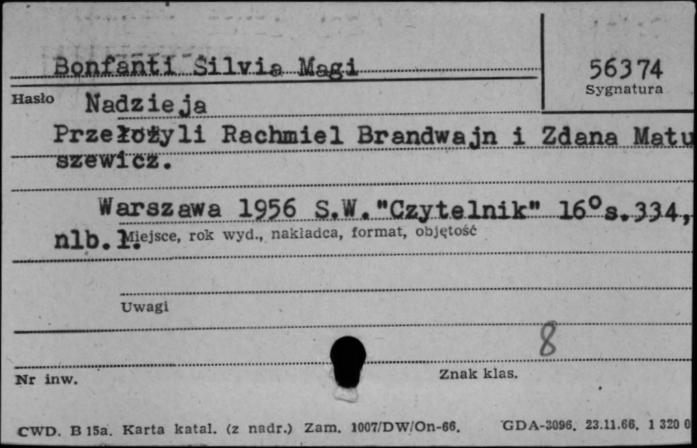 Bonfanti Silvia Magi
56374
Sygnatura
Hasło
Nadzieja
Przełożyli Rachmiel Brandwajn i Zdana Matu
szewicz.
Warszawa 1956 S.W."Czytelnik" 16° s.334,
nlb.1.
Miejsce, rok wyd., nakładca, format, objętość
Uwagi
8
Nr inw.
Znak klas.
CWD. B 15a. Karta katal. (z nadr.) Zam. 1007/DW/On-66. GDA-3096. 23.11.66. 1 320 0